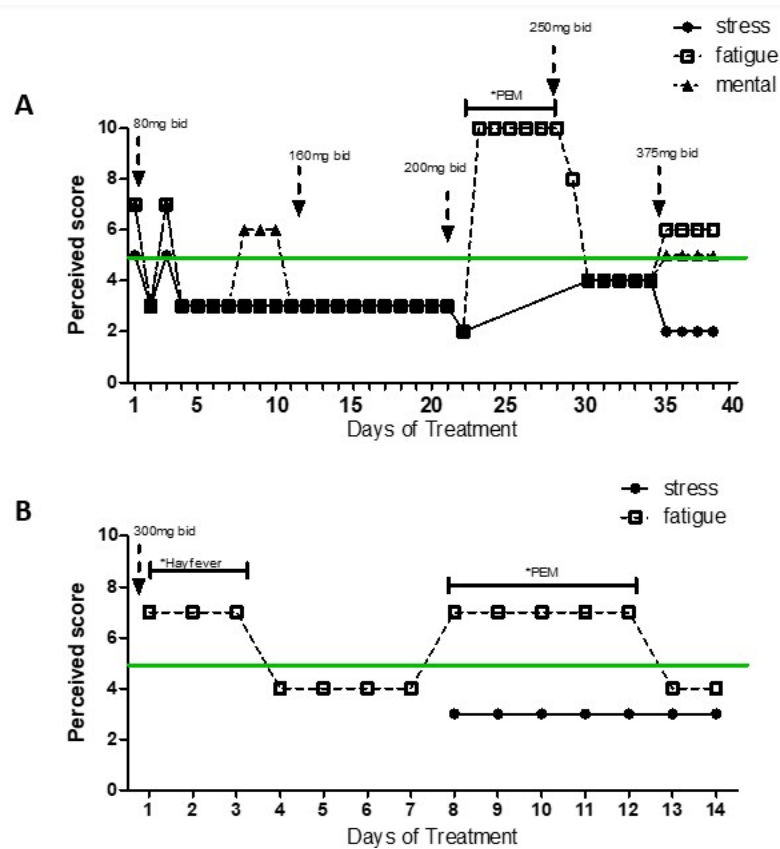 250mg bid
stress
fatigue
mental
A
*PEM
80mg bid
160mg bid
200mg bid
375mg bid
Perceived score
10
8
6
4
2
0
1 5 10 15 20 25 30 35 40
Days of Treatment
stress
fatigue
B
300mg bid
*Hayfever
*PEM
Perceived score
10
8
6
4
2
0
1 2 3 4 5 6 7 8 9 10 11 12 13 14
Days of Treatment